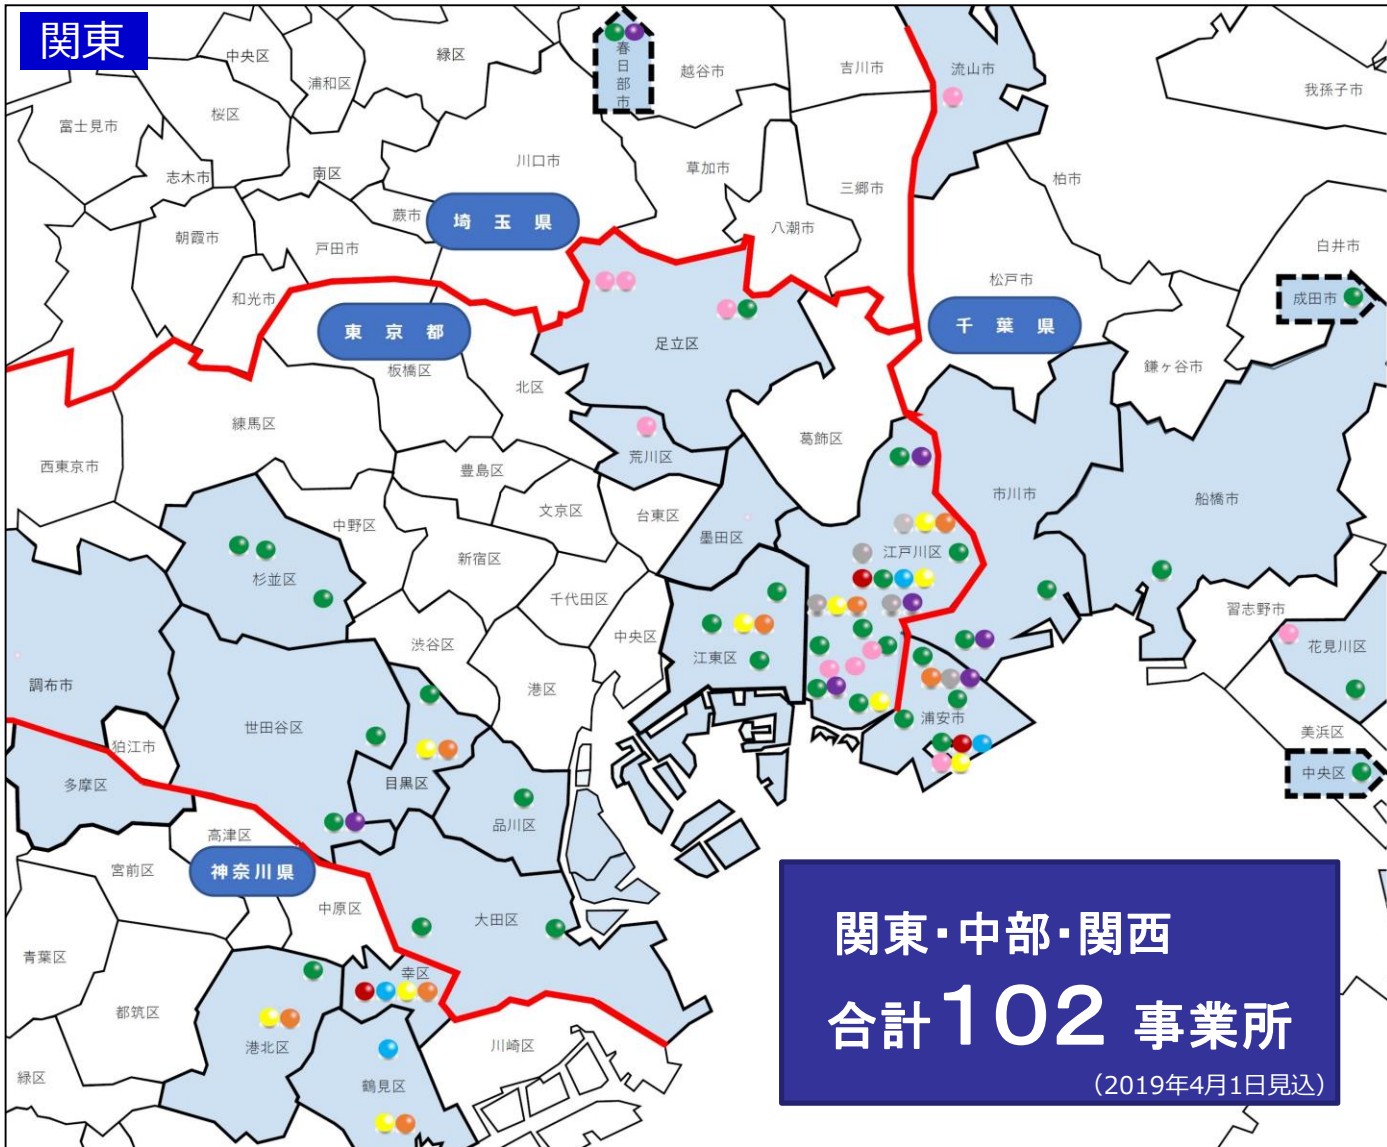 関東
中央区
緑区
浦和区
春日部市
越谷市
吉川市
流山市
我孫子市
富士見市
桜区
志木市
南区
川口市
草加市
三郷市
柏市
蕨市
埼玉県
朝霞市
戸田市
八潮市
白井市
和光市
松戸市
成田市
東京都
千葉県
足立区
板橋区
北区
鎌ヶ谷市
練馬区
葛飾区
西東京市
豊島区
荒川区
市川市
船橋市
中野区
文京区
台東区
墨田区
江戸川区
杉並区
新宿区
千代田区
習志野市
渋谷区
中央区
江東区
花見川区
調布市
港区
世田谷区
浦安市
狛江市
美浜区
多摩区
目黒区
中央区
品川区
高津区
宮前区
神奈川県
中原区
大田区
青葉区
幸区
都筑区
港北区
川崎区
緑区
鶴見区
関東・中部・関西
合計102 事業所
(2019年4月1日見込)